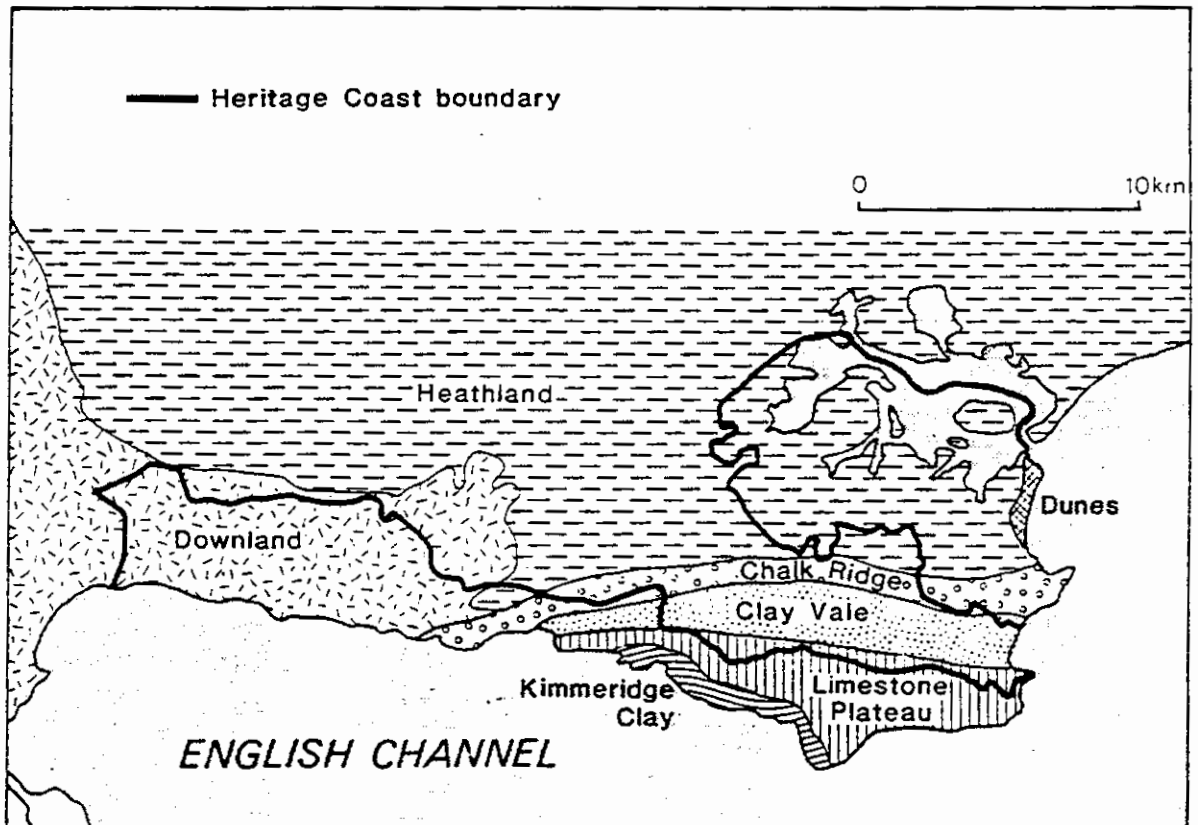 Heritage Coast boundary
0 10km
Heathland
Dunes
Downland
Chalk Ridge
Clay Vale
Kimmeridge
Clay
Limestone
Plateau
ENGLISH CHANNEL